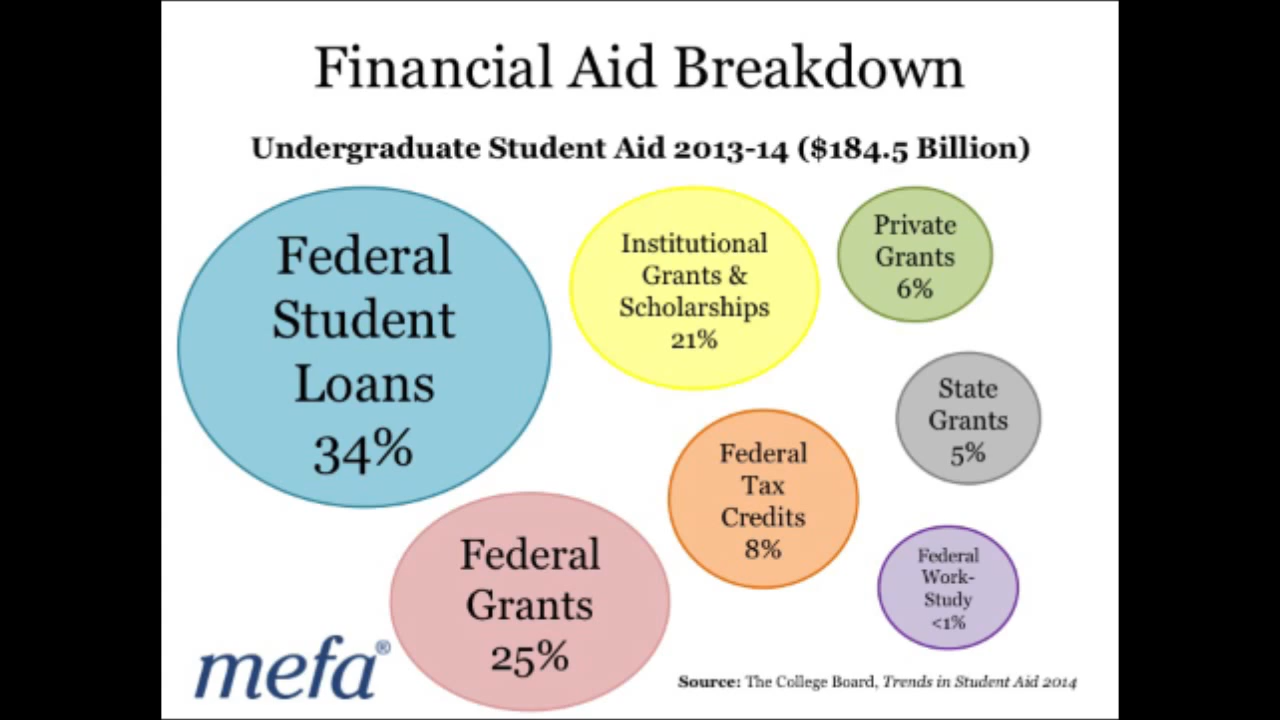 Financial Aid Breakdown
Undergraduate Student Aid 2013-14 ($184.5 Billion)
Federal
Student
Loans
34%
Institutional
Grants &
Scholarships
21%
Private
Grants
6%
State
Grants
5%
Federal
Tax
Credits
8%
Federal
Grants
25%
Federal
Work-
Study
<1%
mefa®
Source: The College Board, Trends in Student Aid 2014